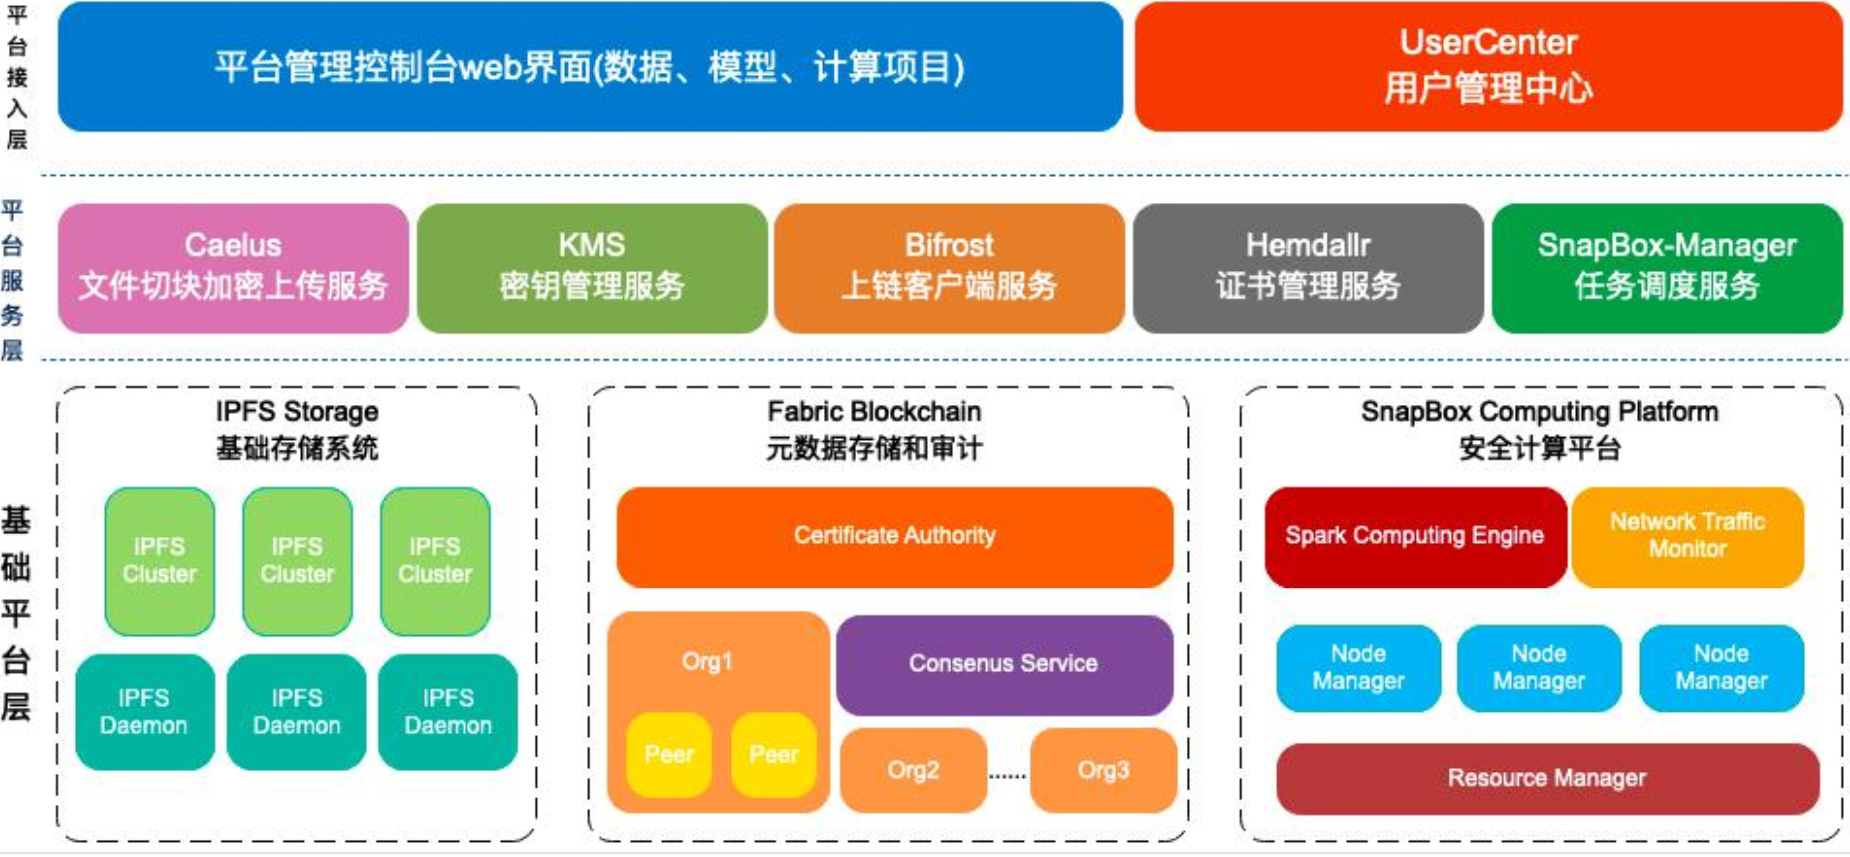 平台接入层
平台管理控制台web界面(数据、模型、计算项目)
UserCenter
用户管理中心
平台服务层
Caelus
文件切块加密上传服务
KMS
密钥管理服务
Bifrost
上链客户端服务
Hemdallr
证书管理服务
SnapBox-Manager
任务调度服务
基础平台层
IPFS Storage
基础存储系统
IPFS
Cluster
IPFS
Cluster
IPFS
Cluster
IPFS
Daemon
IPFS
Daemon
IPFS
Daemon
Fabric Blockchain
元数据存储和审计
Certificate Authority
Org1
Peer
Peer
Consenus Service
Org2
......
Org3
SnapBox Computing Platform
安全计算平台
Spark Computing Engine
Network Traffic
Monitor
Node
Manager
Node
Manager
Node
Manager
Resource Manager